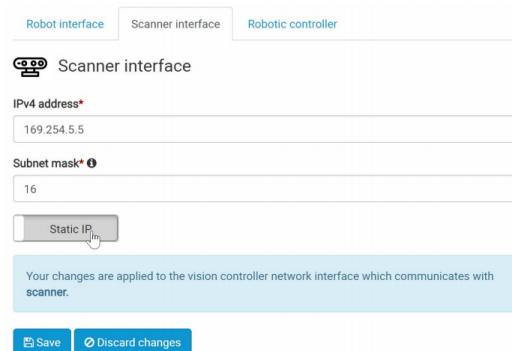 Robot interface Scanner interface Robotic controller
Scanner interface
IPv4 address*
169.254.5.5
Subnet mask*
16
Static IP
Your changes are applied to the vision controller network interface which communicates with
scanner.
Save Discard changes